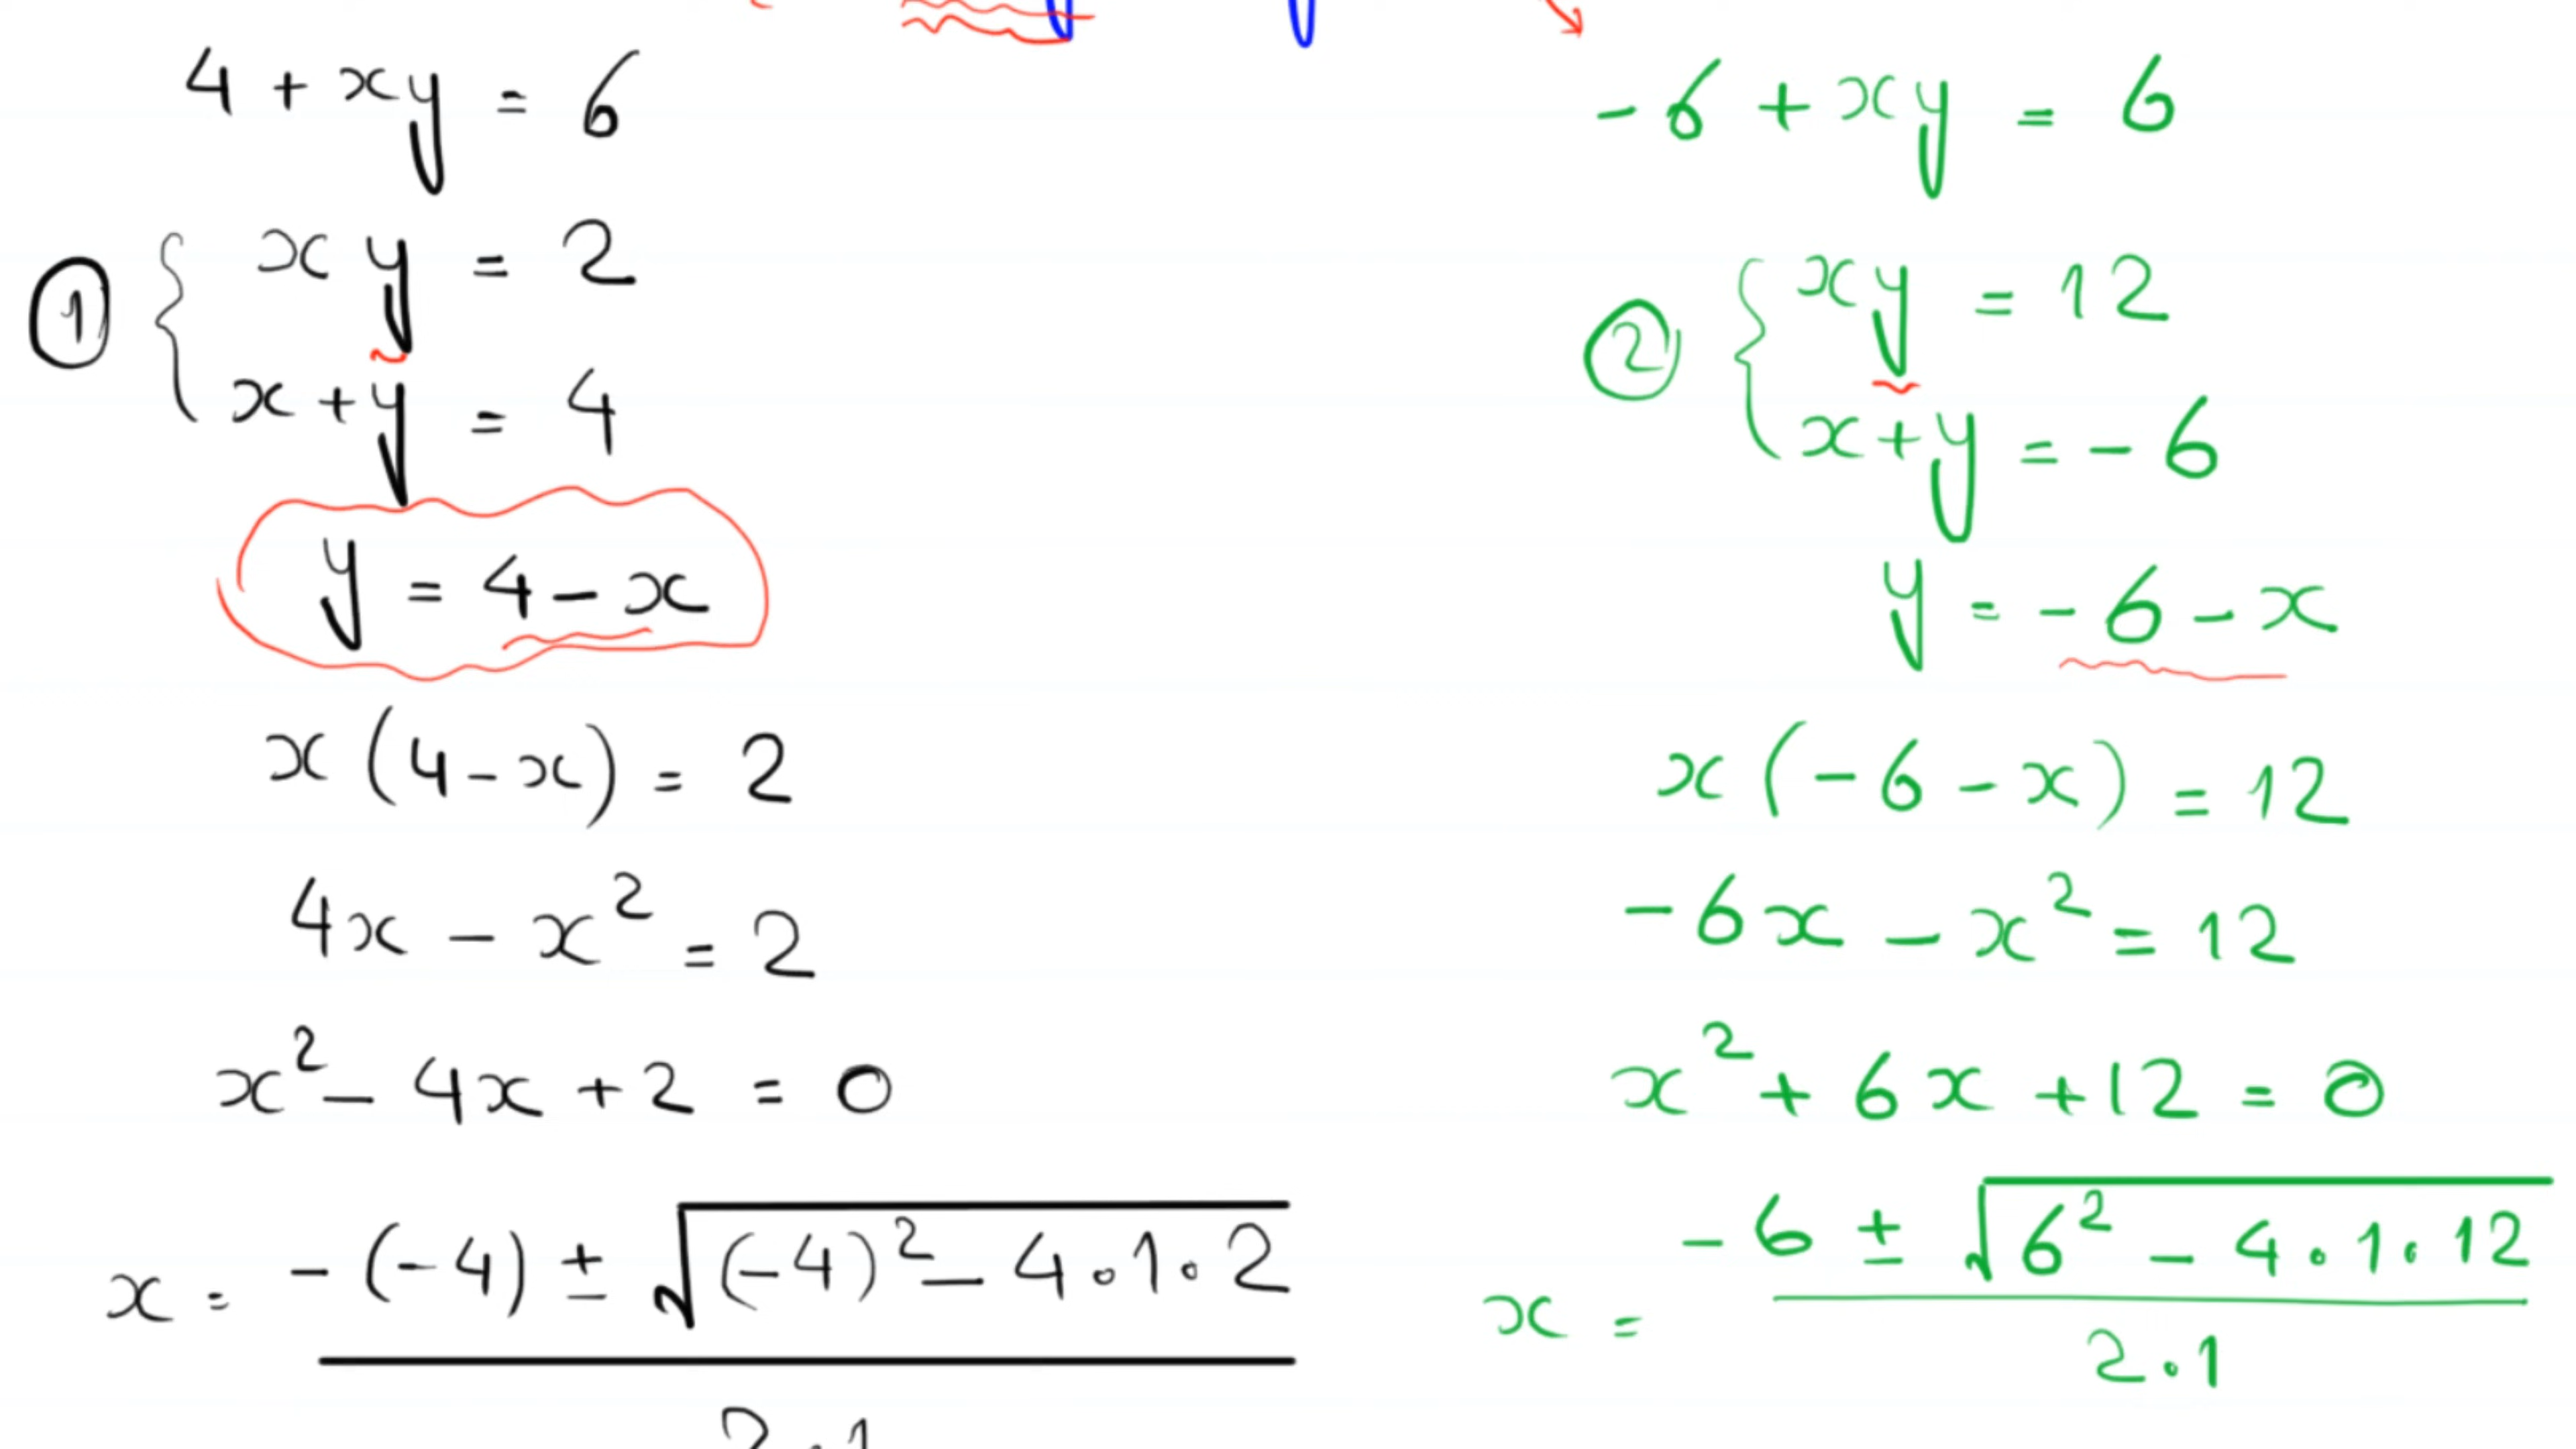 4 + xy = 6
① { xy = 2
x + y = 4
y = 4 - x
x (4 - x) = 2
4x - x² = 2
x² - 4x + 2 = 0
x = (-(-4) ± √((-4)² - 4·1·2)) / (2·1)
-6 + xy = 6
② { xy = 12
x + y = -6
y = -6 - x
x (-6 - x) = 12
-6x - x² = 12
x² + 6x + 12 = 0
x = (-6 ± √(6² - 4·1·12)) / (2·1)